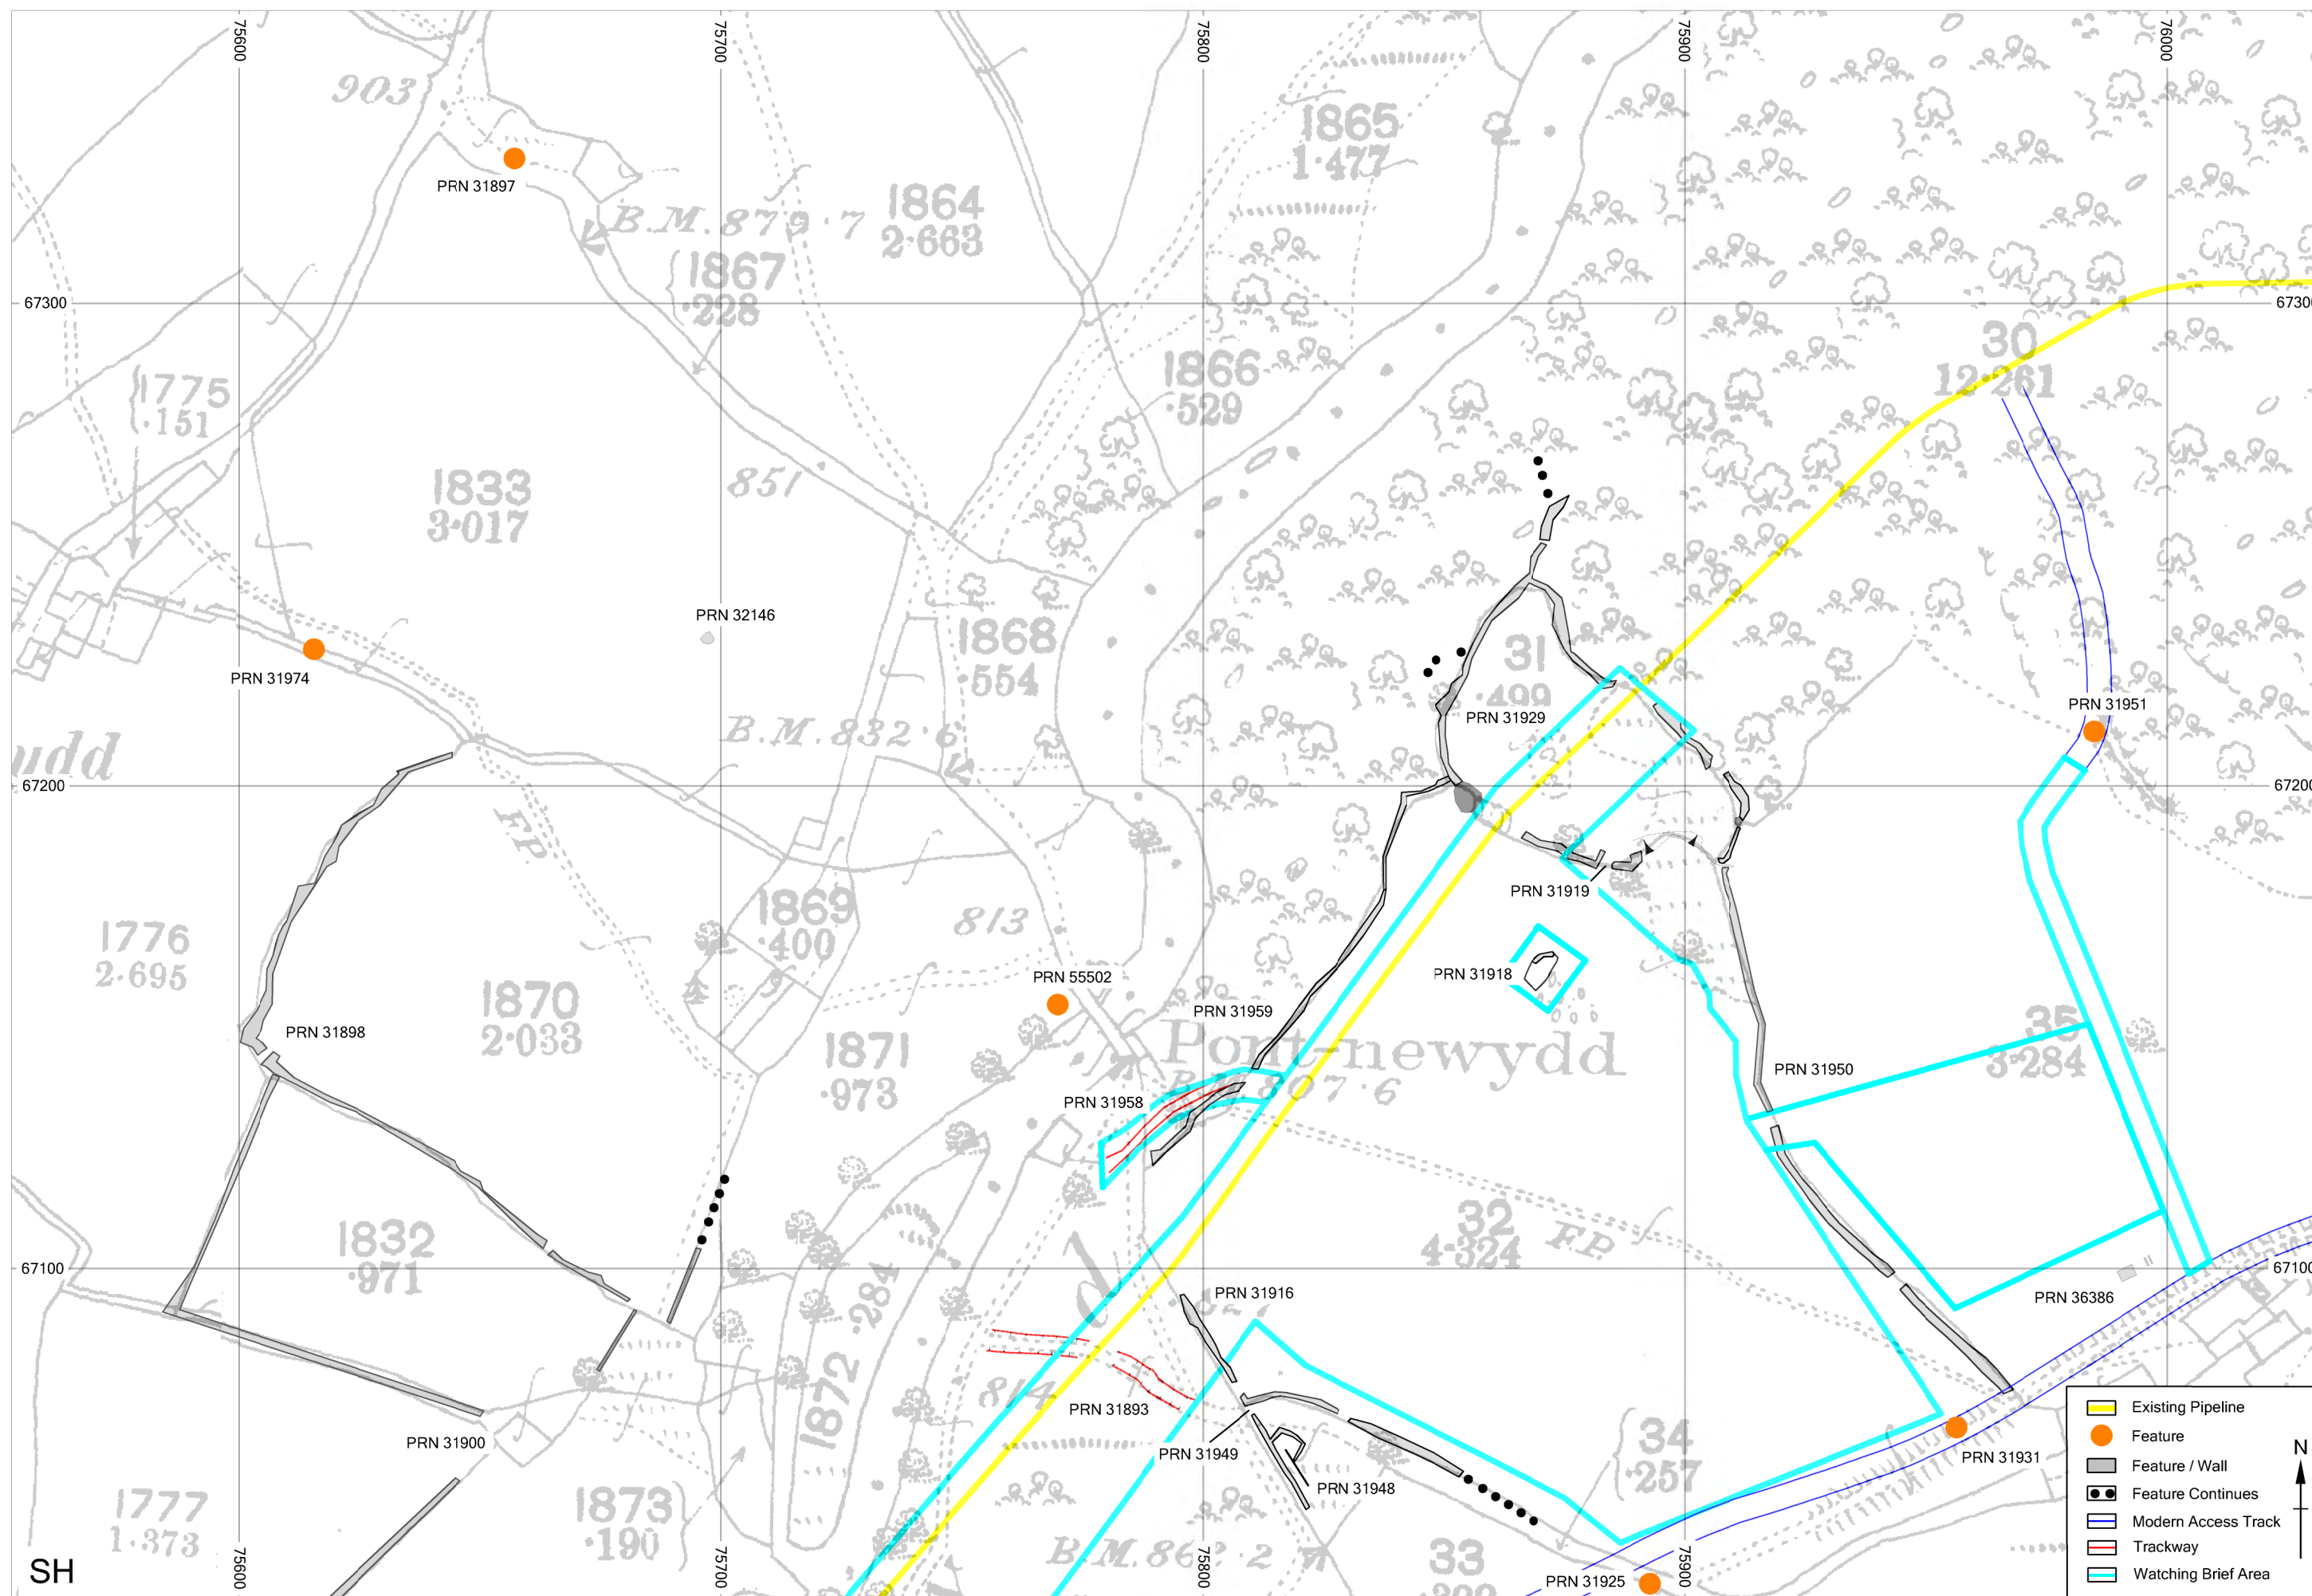 75600
75700
75800
75900
76000
903
PRN 31897
B.M. 879·7
1864
2·663
1865
1·477
1867
·228
67300
67300
30
12·261
1775
·151
1866
·529
851
1833
3·017
PRN 32146
1868
·554
31
·499
PRN 31974
PRN 31929
PRN 31951
ydd
B.M. 832·6
67200
67200
F.P.
1869
·400
813
PRN 31919
1776
2·695
PRN 55502
PRN 31918
1870
2·033
PRN 31959
PRN 31898
1871
·973
Pont-newydd
35
3·284
PRN 31950
807·6
PRN 31958
32
4·324
F.P.
1832
·971
67100
67100
PRN 31916
PRN 36386
1872
·284
814
PRN 31893
PRN 31900
PRN 31949
34
·257
PRN 31931
PRN 31948
1777
1·373
1873
·190
33
PRN 31925
SH
75600
75700
75800
75900
Existing Pipeline
Feature
Feature / Wall
Feature Continues
Modern Access Track
Trackway
Watching Brief Area
N